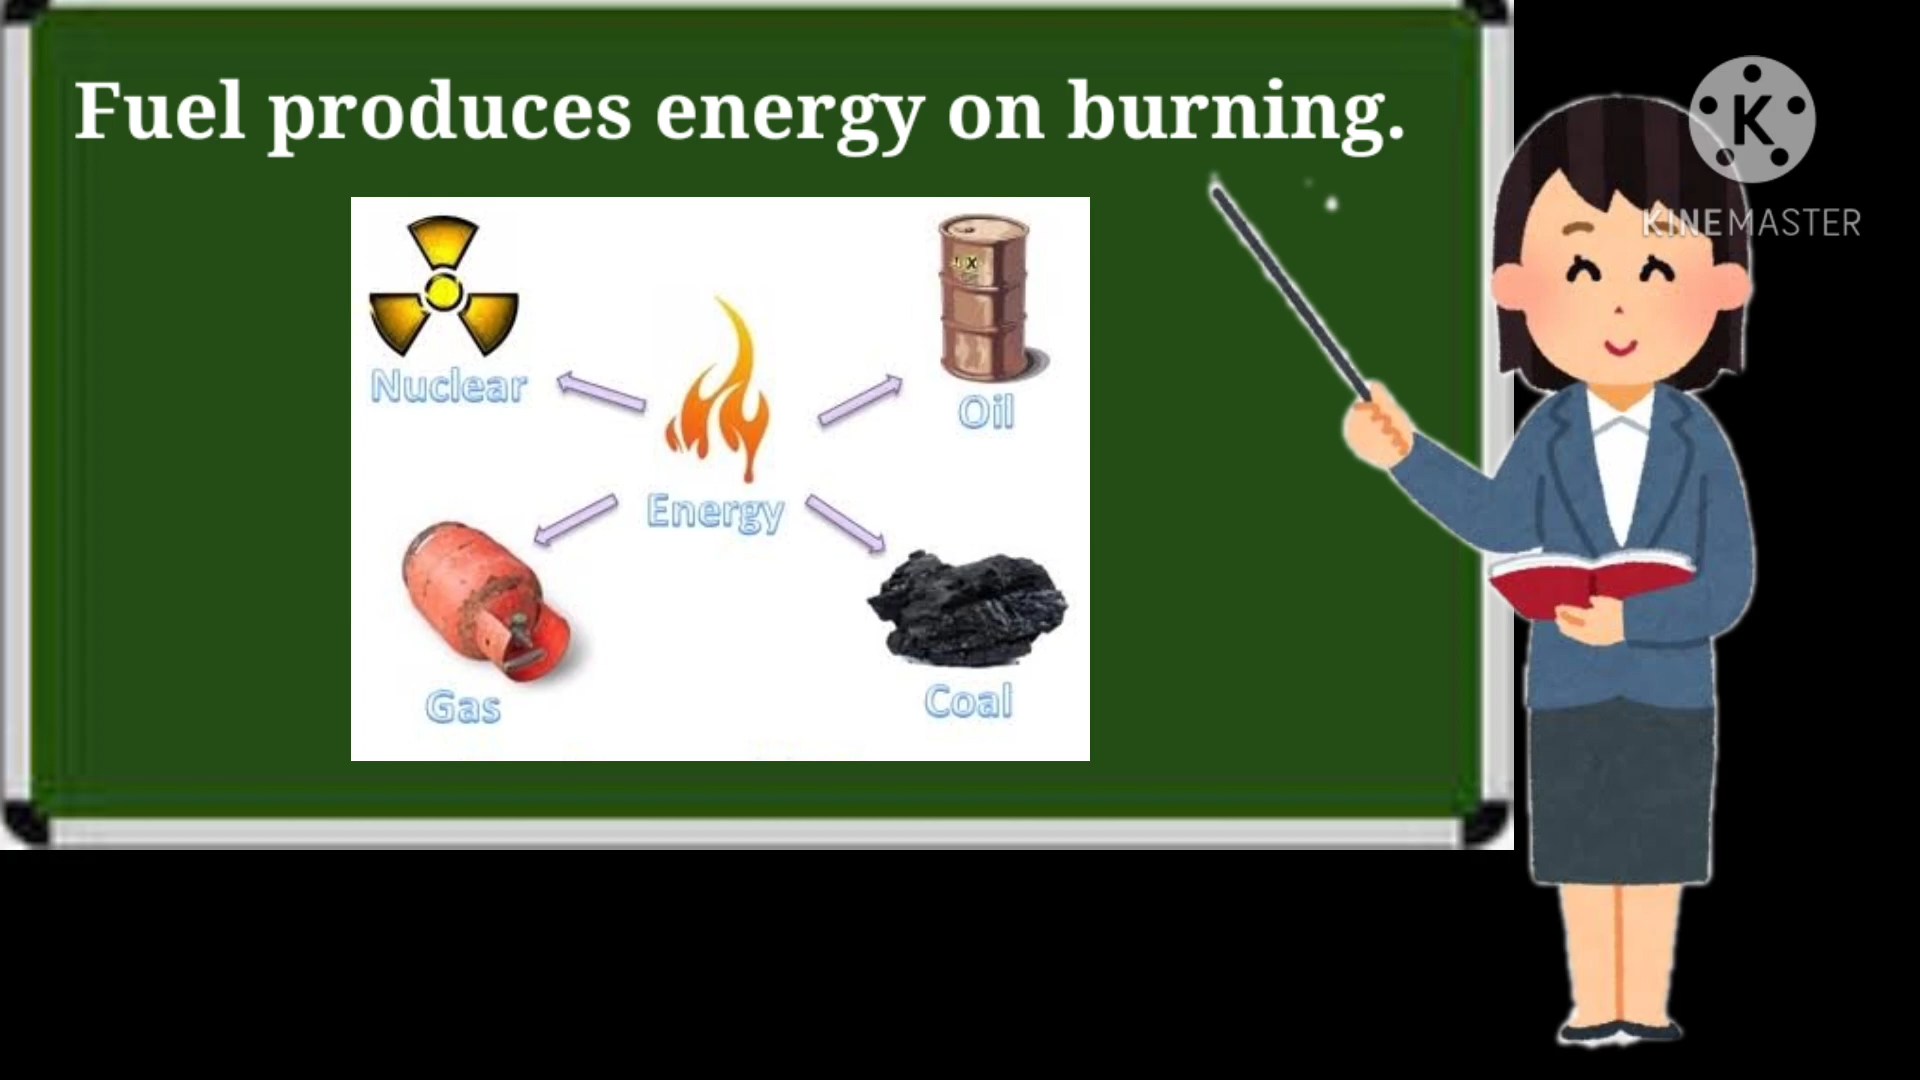 Fuel produces energy on burning.
K
KINEMASTER
Nuclear
Oil
Energy
Gas
Coal